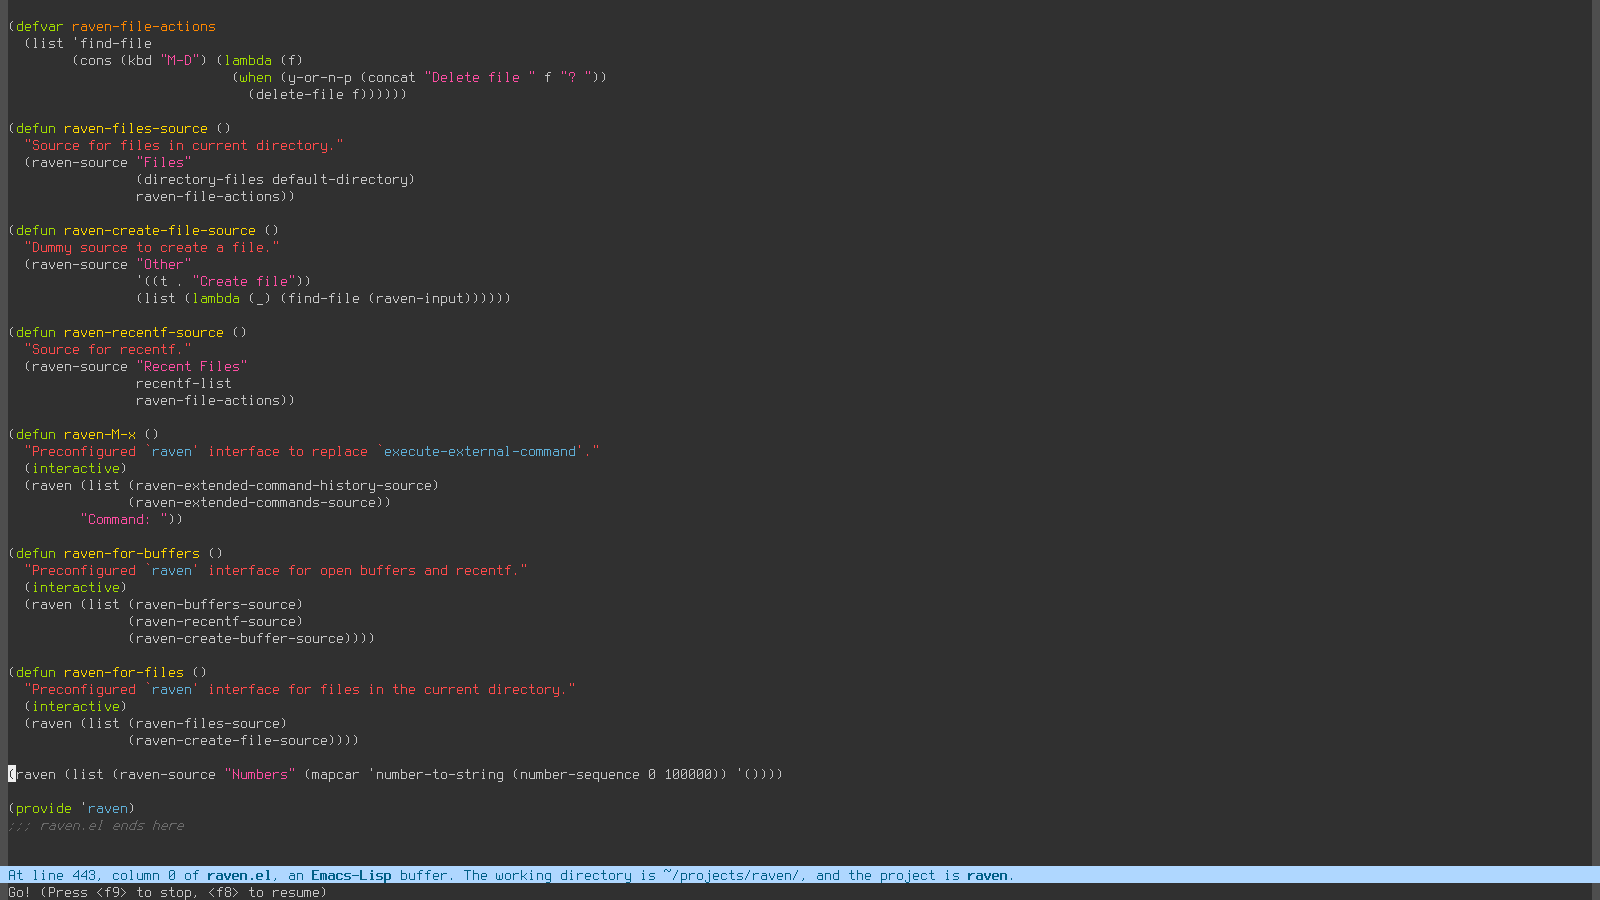 (defvar raven-file-actions
  (list 'find-file
        (cons (kbd "M-D") (lambda (f)
                            (when (y-or-n-p (concat "Delete file " f "? "))
                              (delete-file f))))))

(defun raven-files-source ()
  "Source for files in current directory."
  (raven-source "Files"
                (directory-files default-directory)
                raven-file-actions))

(defun raven-create-file-source ()
  "Dummy source to create a file."
  (raven-source "Other"
                '((t . "Create file"))
                (list (lambda (_) (find-file (raven-input))))))

(defun raven-recentf-source ()
  "Source for recentf."
  (raven-source "Recent Files"
                recentf-list
                raven-file-actions))

(defun raven-M-x ()
  "Preconfigured `raven' interface to replace `execute-external-command'."
  (interactive)
  (raven (list (raven-extended-command-history-source)
               (raven-extended-commands-source))
         "Command: "))

(defun raven-for-buffers ()
  "Preconfigured `raven' interface for open buffers and recentf."
  (interactive)
  (raven (list (raven-buffers-source)
               (raven-recentf-source)
               (raven-create-buffer-source))))

(defun raven-for-files ()
  "Preconfigured `raven' interface for files in the current directory."
  (interactive)
  (raven (list (raven-files-source)
               (raven-create-file-source))))

(raven (list (raven-source "Numbers" (mapcar 'number-to-string (number-sequence 0 100000)) '())))

(provide 'raven)
;;; raven.el ends here

At line 443, column 0 of raven.el, an Emacs-Lisp buffer. The working directory is ~/projects/raven/, and the project is raven.
Go! (Press <f9> to stop, <f8> to resume)